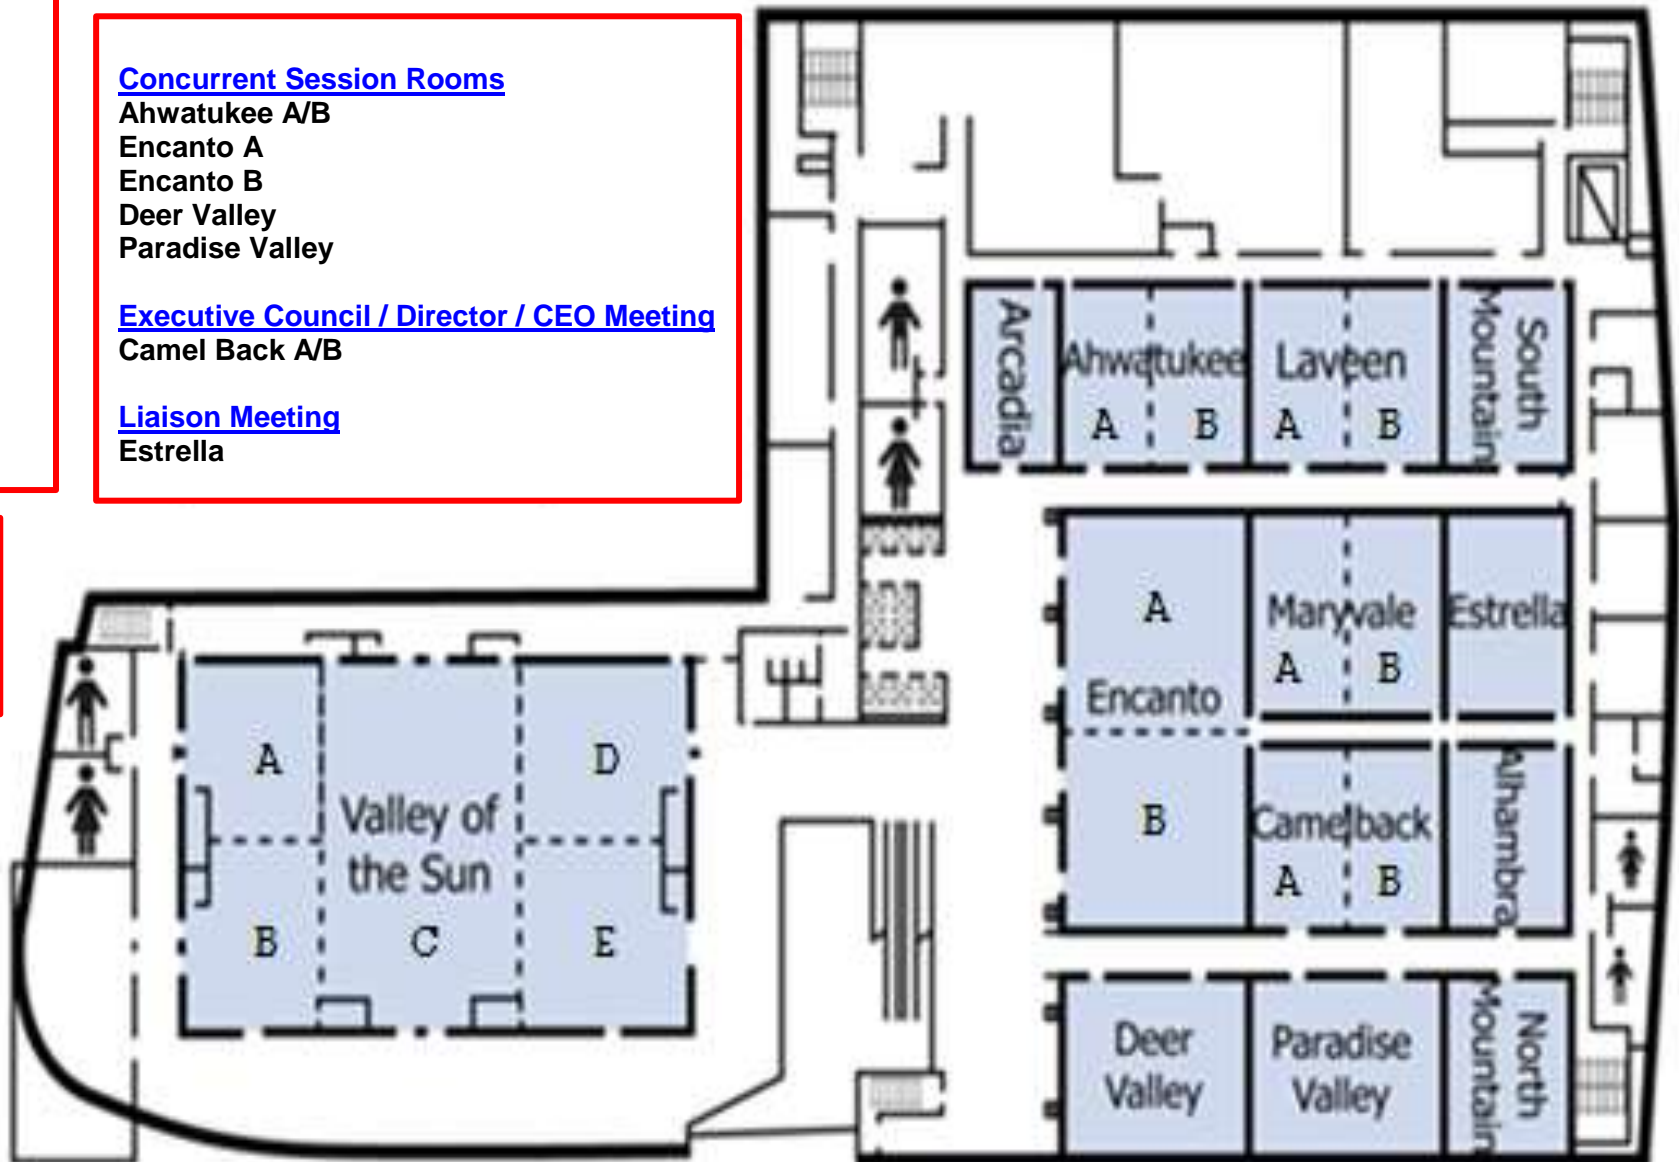 Concurrent Session Rooms
Ahwatukee A/B
Encanto A
Encanto B
Deer Valley
Paradise Valley
Executive Council / Director / CEO Meeting
Camel Back A/B
Liaison Meeting
Estrella
Arcadia
Ahwatukee
A B
Laveen
A B
South
Mountain
A
Encanto
B
Maryvale
A B
Estrella
Camelback
A B
Alhambra
A
B
Valley of
the Sun
C
D
E
Deer
Valley
Paradise
Valley
North
Mountain